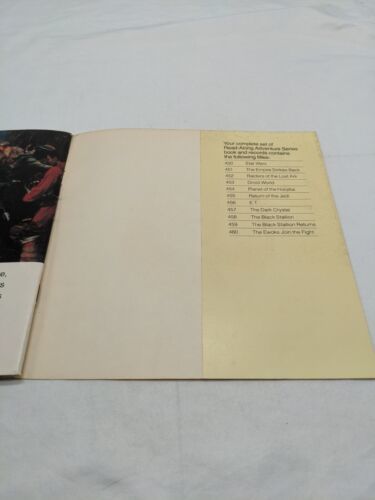 e,
s
s
Your complete set of
Read-Along Adventure Series
book and records contains
the following titles:
450 Star Wars
451 The Empire Strikes Back
452 Raiders of the Lost Ark
453 Droid World
454 Planet of the Hoojibs
455 Return of the Jedi
456 E.T.
457 The Dark Crystal
458 The Black Stallion
459 The Black Stallion Returns
460 The Ewoks Join the Fight